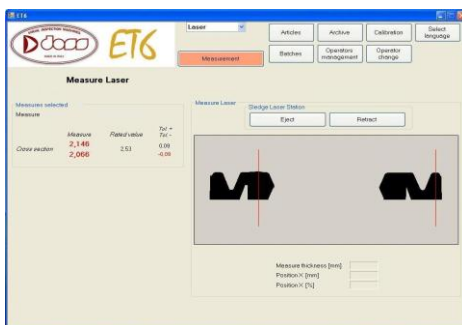 ET6
Laser
Measurement
Articles
Archive
Calibration
Select language
Batches
Operators management
Operator change
Doss
ET6
Measure Laser
Measures selected
Measure
Measure Rated value Tol + Tol -
Cross section 2,146 2,066 2.53 0.09 -0.09
Measure Laser
Sledge Laser Station
Eject
Retract
Measure thickness [mm]
Position X [mm]
Position X [%]